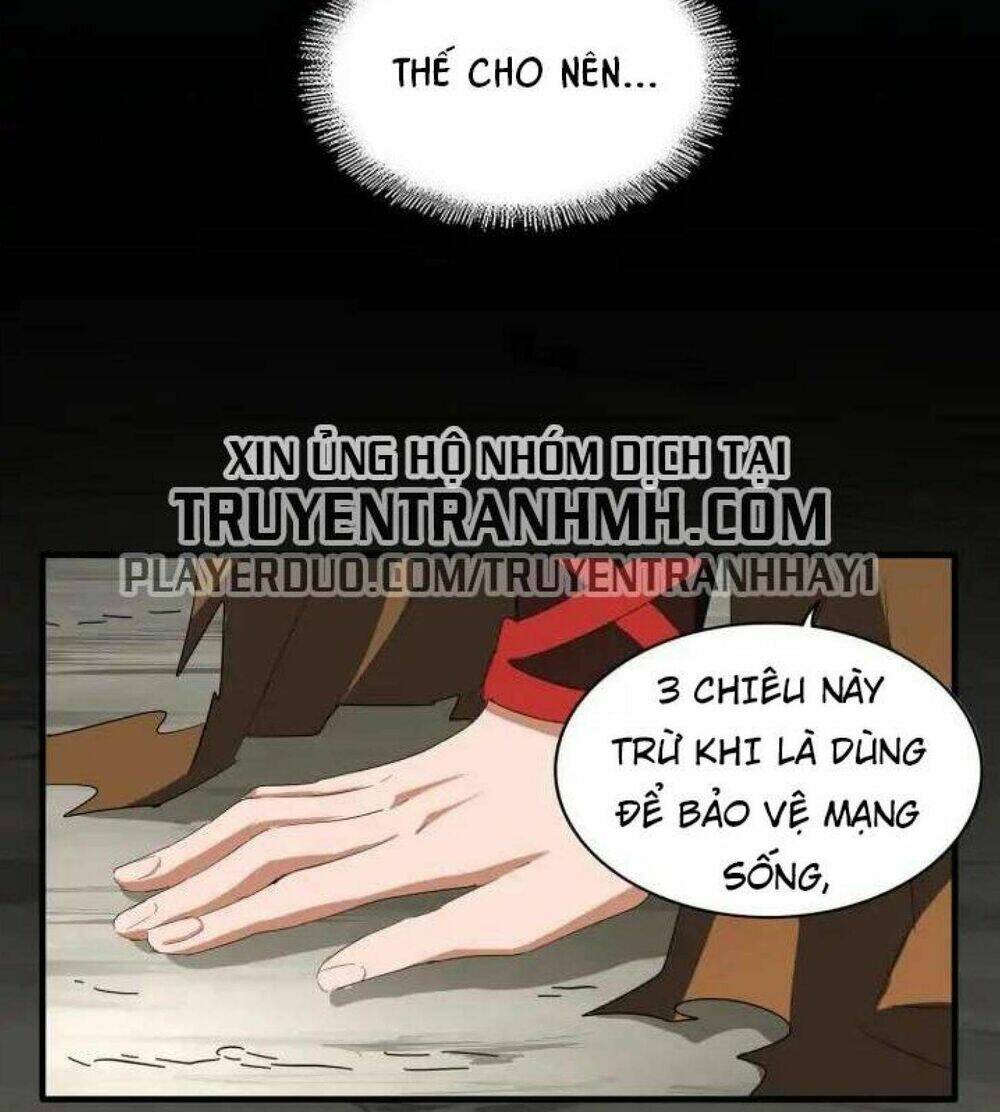 THẾ CHO NÊN...
XIN ỦNG HỘ NHÓM DỊCH TẠI
TRUYENTRANHMH.COM
PLAYERDUO.COM/TRUYENTRANHHAY1
3 CHIÊU NÀY
TRỪ KHI LÀ DÙNG
ĐỂ BẢO VỆ MẠNG
SỐNG,